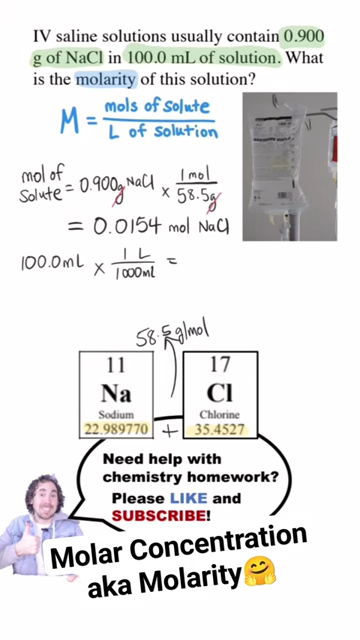 IV saline solutions usually contain 0.900
g of NaCl in 100.0 mL of solution. What
is the molarity of this solution?
M = mols of solute
L of solution
mol of
solute = 0.900g NaCl × 1 mol
58.5g
= 0.0154 mol NaCl
100.0mL × 1 L =
1000ml
58.5 g/mol
11
17
Na
Cl
Sodium
Chlorine
22.989770 + 35.4527
Need help with
chemistry homework?
Please LIKE and
SUBSCRIBE!
Molar Concentration
aka Molarity🤗